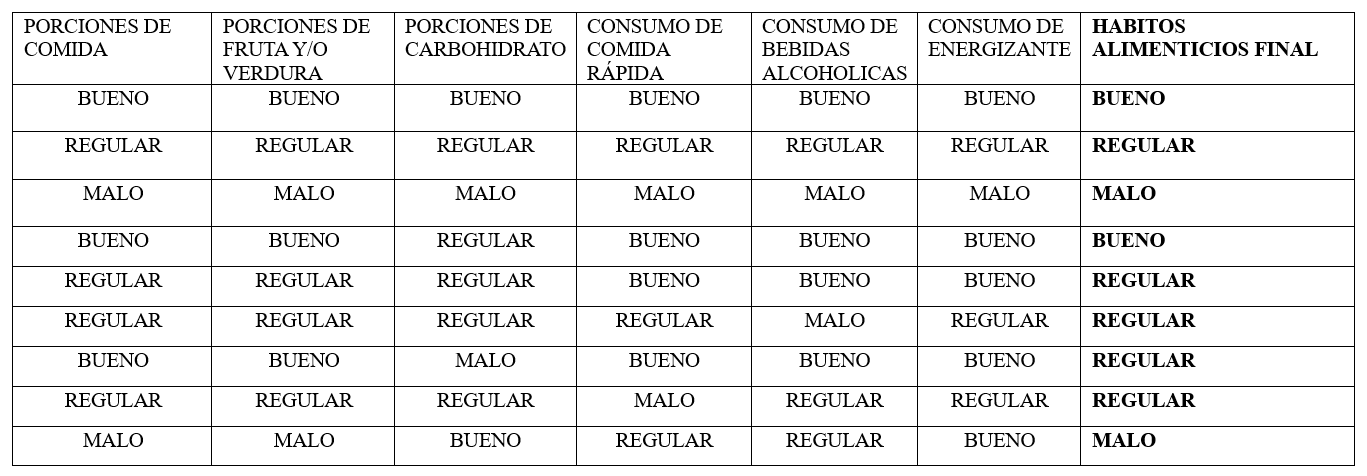 PORCIONES DE COMIDA PORCIONES DE FRUTA Y/O VERDURA PORCIONES DE CARBOHIDRATO CONSUMO DE COMIDA RÁPIDA CONSUMO DE BEBIDAS ALCOHOLICAS CONSUMO DE ENERGIZANTE HABITOS ALIMENTICIOS FINAL
BUENO BUENO BUENO BUENO BUENO BUENO BUENO
REGULAR REGULAR REGULAR REGULAR REGULAR REGULAR REGULAR
MALO MALO MALO MALO MALO MALO MALO
BUENO BUENO REGULAR BUENO BUENO BUENO BUENO
REGULAR REGULAR REGULAR BUENO BUENO BUENO REGULAR
REGULAR REGULAR REGULAR REGULAR MALO REGULAR REGULAR
BUENO BUENO MALO BUENO BUENO BUENO REGULAR
REGULAR REGULAR REGULAR MALO REGULAR REGULAR REGULAR
MALO MALO BUENO REGULAR REGULAR BUENO MALO